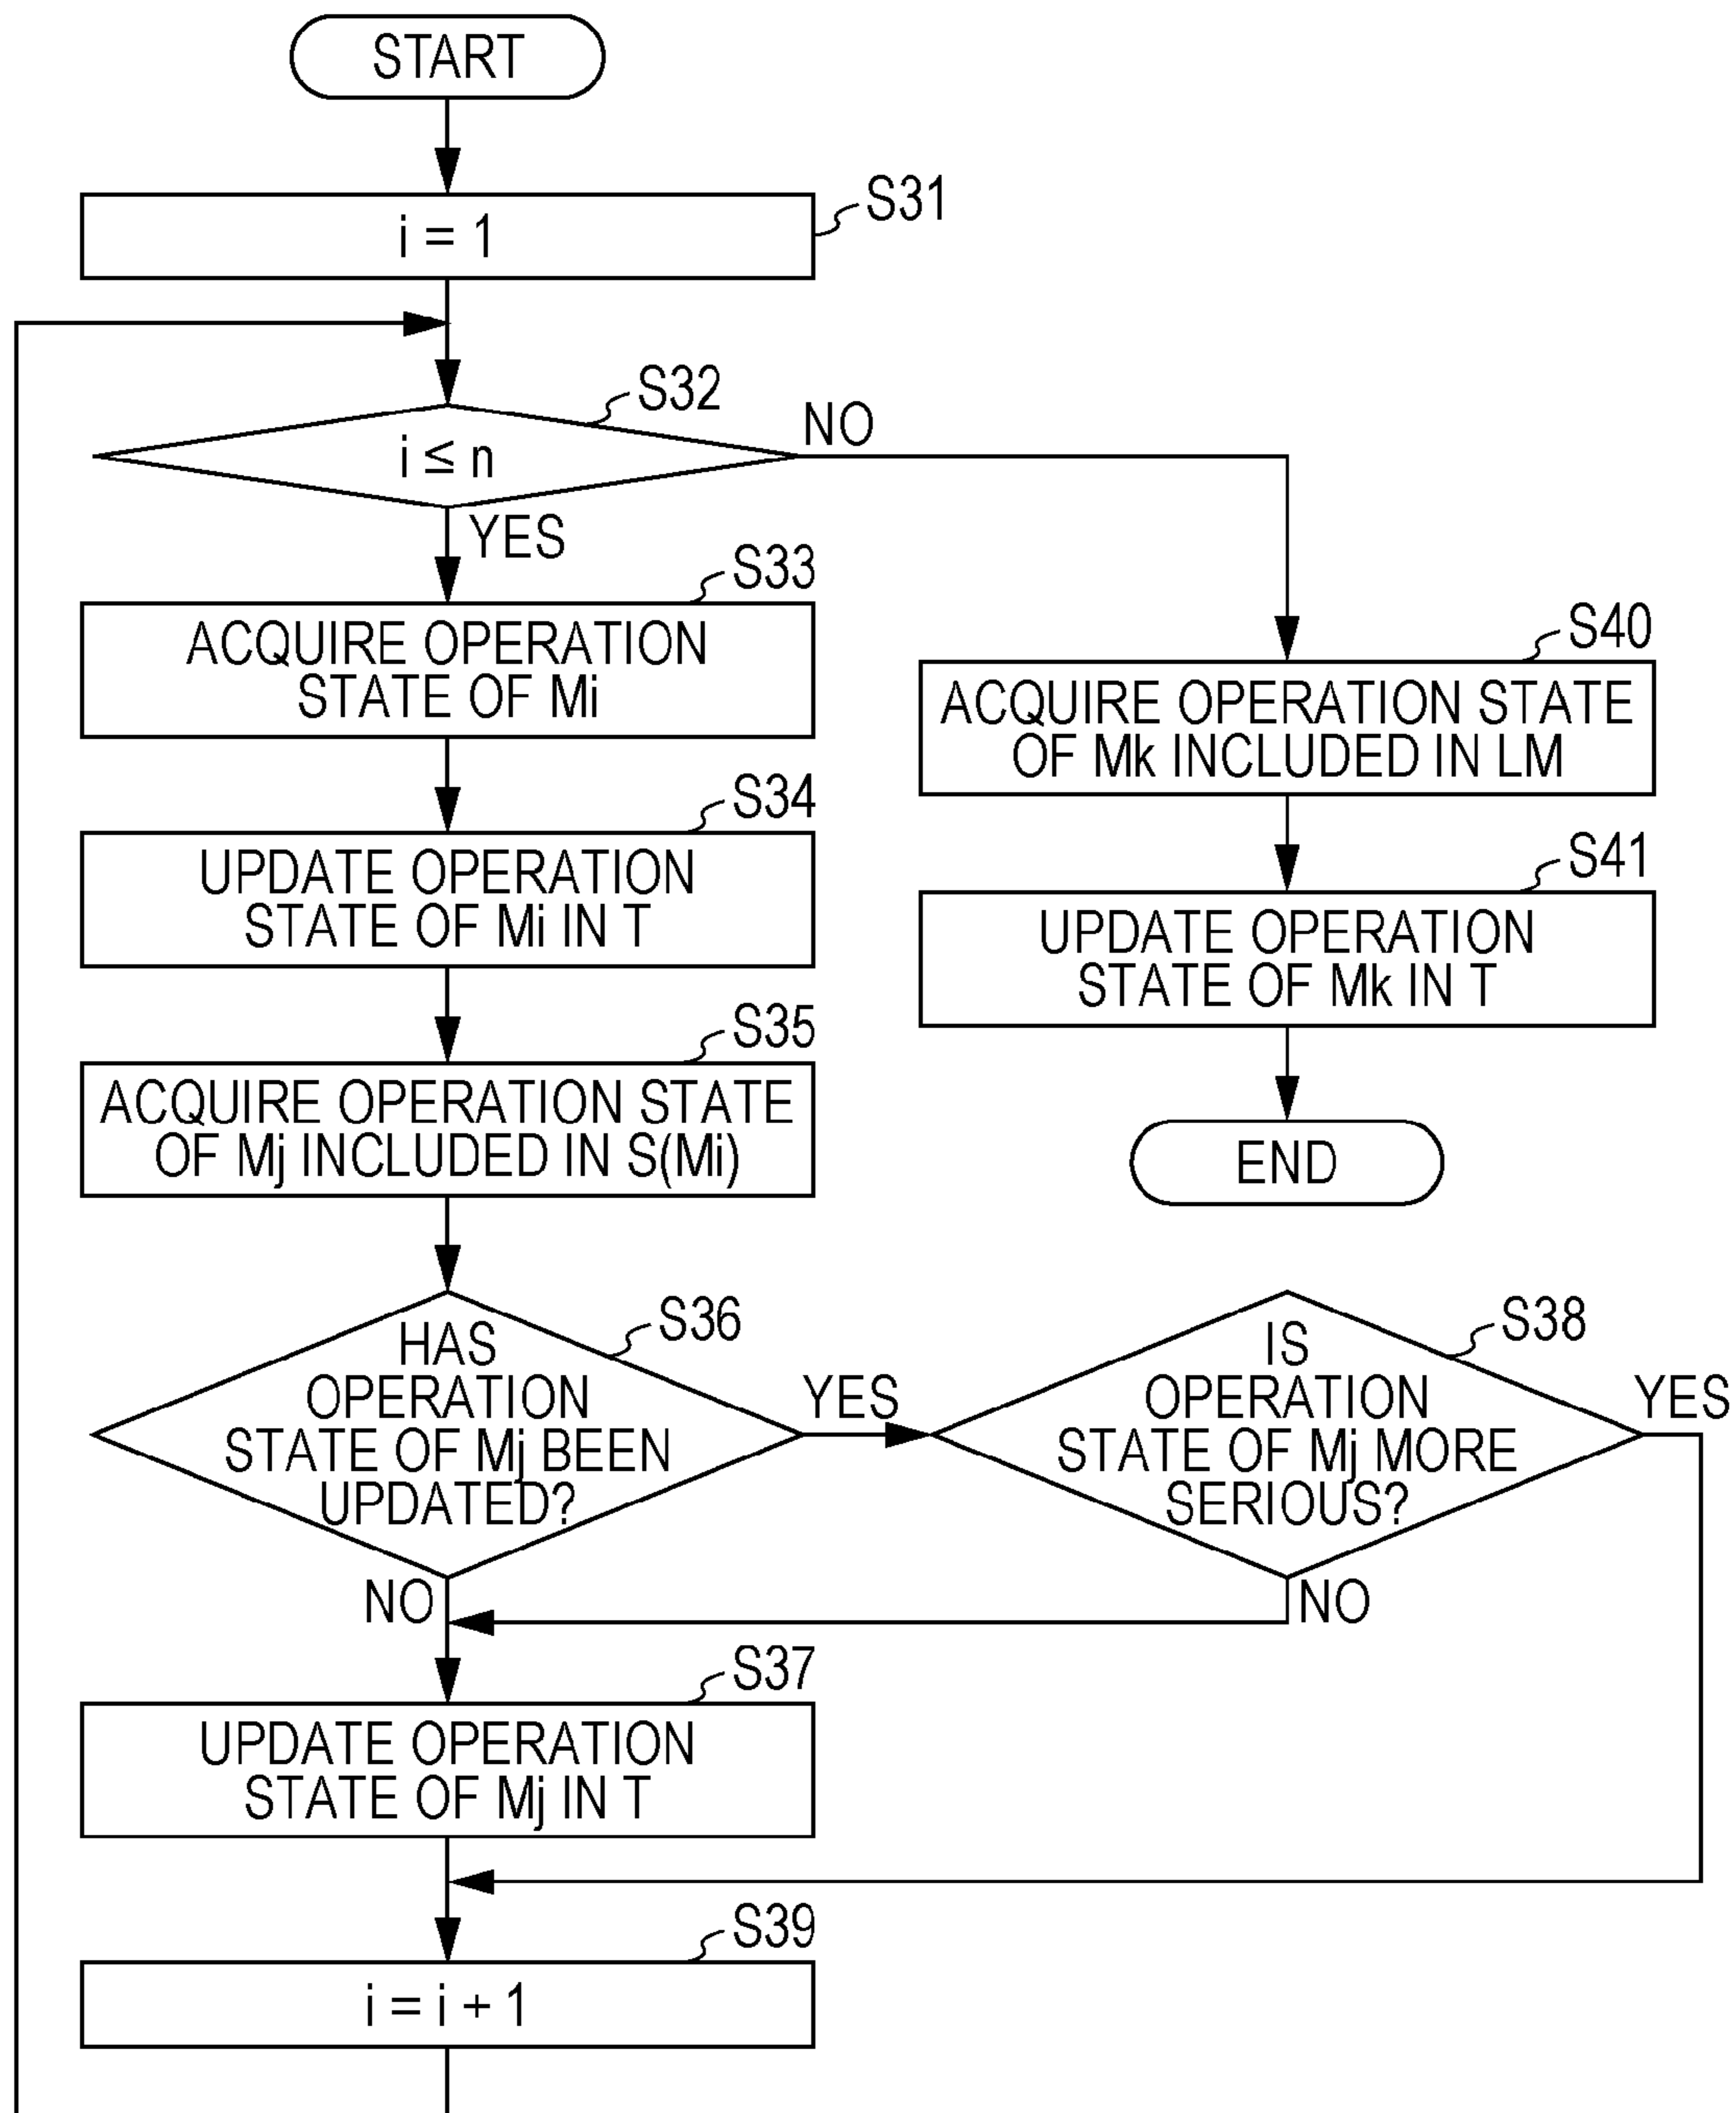 START
i = 1
S31
i ≤ n
S32
NO
YES
S33
ACQUIRE OPERATION
STATE OF Mi
S34
UPDATE OPERATION
STATE OF Mi IN T
S35
ACQUIRE OPERATION STATE
OF Mj INCLUDED IN S(Mi)
S36
HAS
OPERATION
STATE OF Mj BEEN
UPDATED?
YES
NO
S38
IS
OPERATION
STATE OF Mj MORE
SERIOUS?
YES
NO
S37
UPDATE OPERATION
STATE OF Mj IN T
S39
i = i + 1
S40
ACQUIRE OPERATION STATE
OF Mk INCLUDED IN LM
S41
UPDATE OPERATION
STATE OF Mk IN T
END